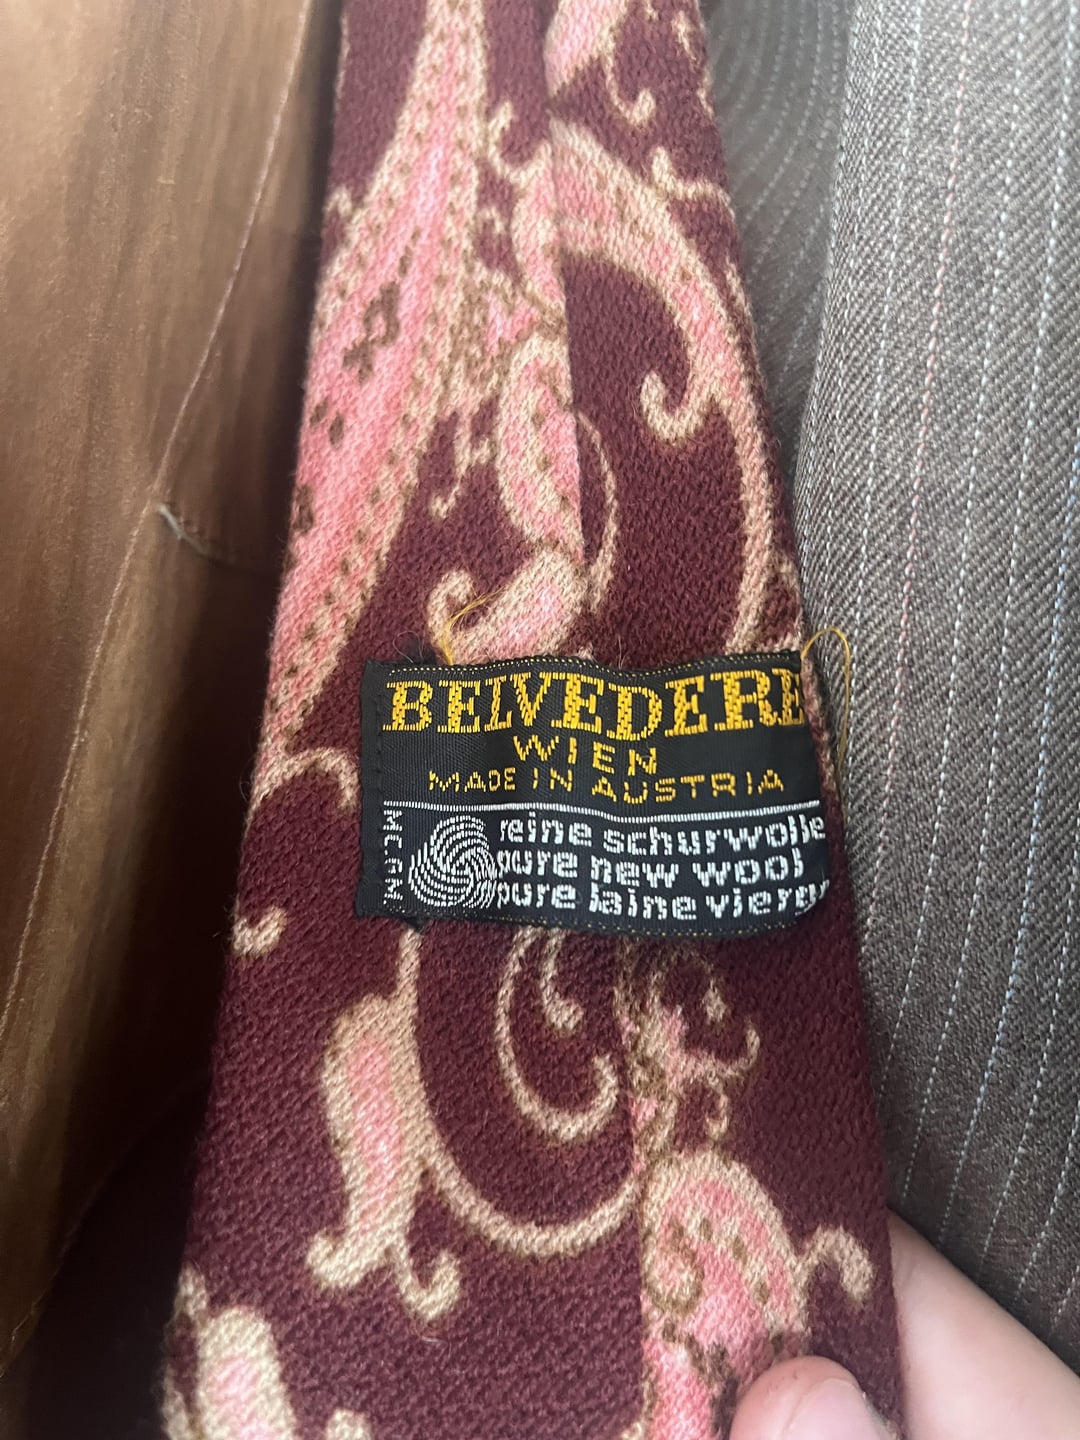 BELVEDERE
WIEN
MADE IN AUSTRIA
reine schurwolle
pure new wool
pure laine vierge